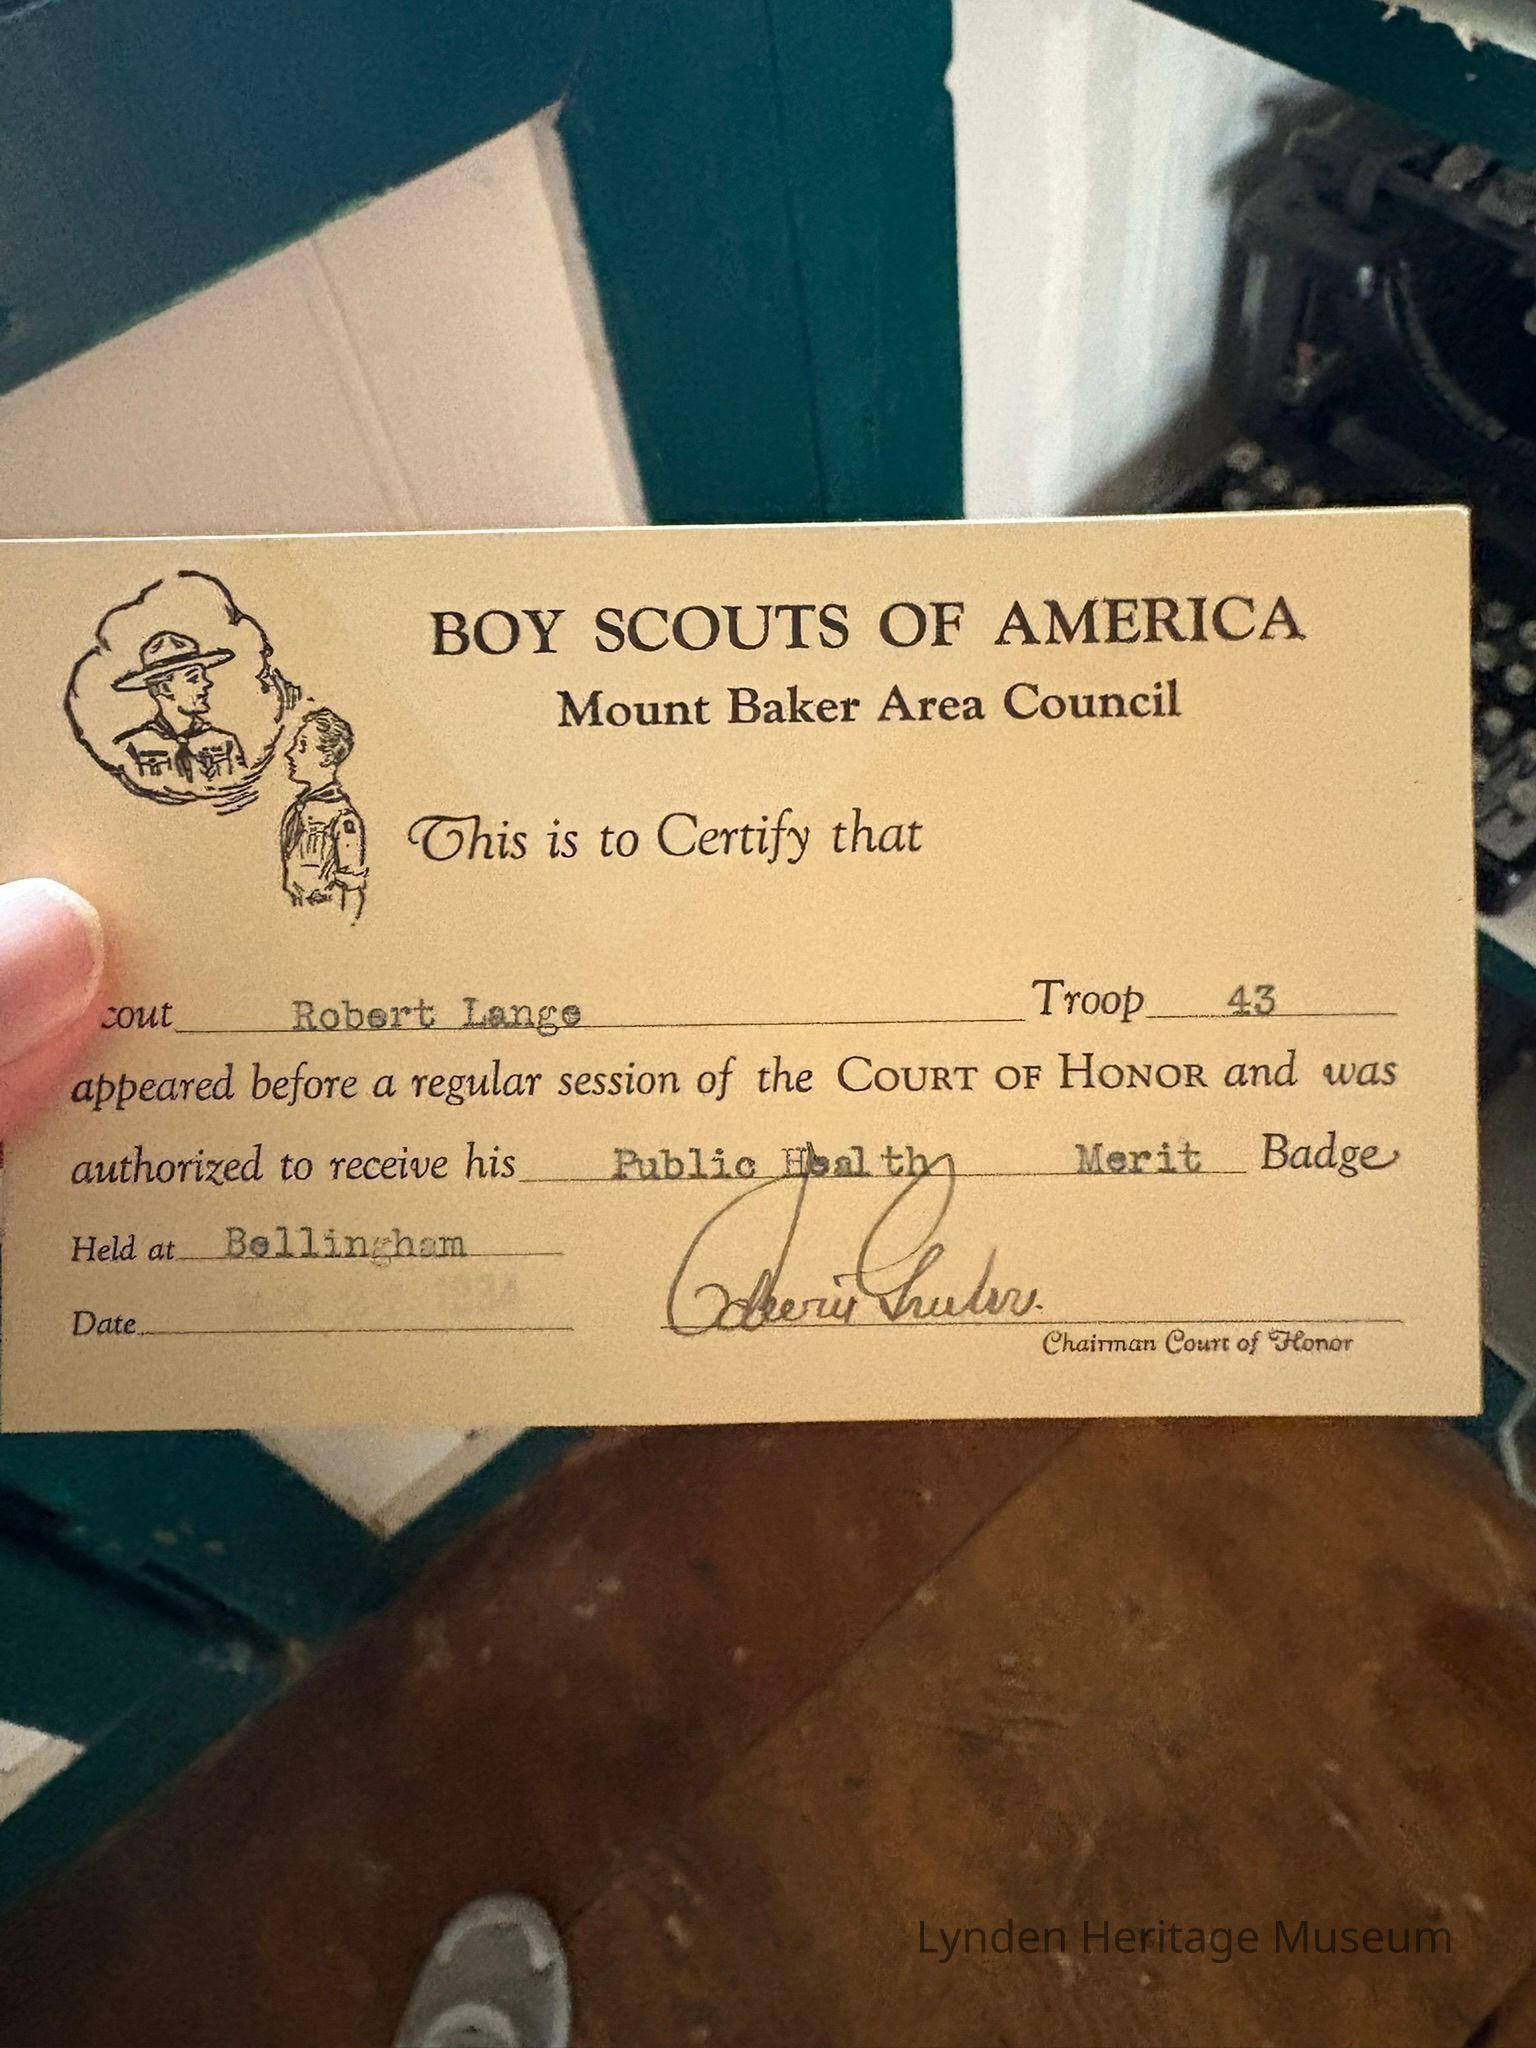 BOY SCOUTS OF AMERICA
Mount Baker Area Council
This is to Certify that
cout Robert Lange Troop 43
appeared before a regular session of the COURT OF HONOR and was
authorized to receive his Public Health Merit Badge
Held at Bellingham
Date
Chairman Court of Honor
Lynden Heritage Museum